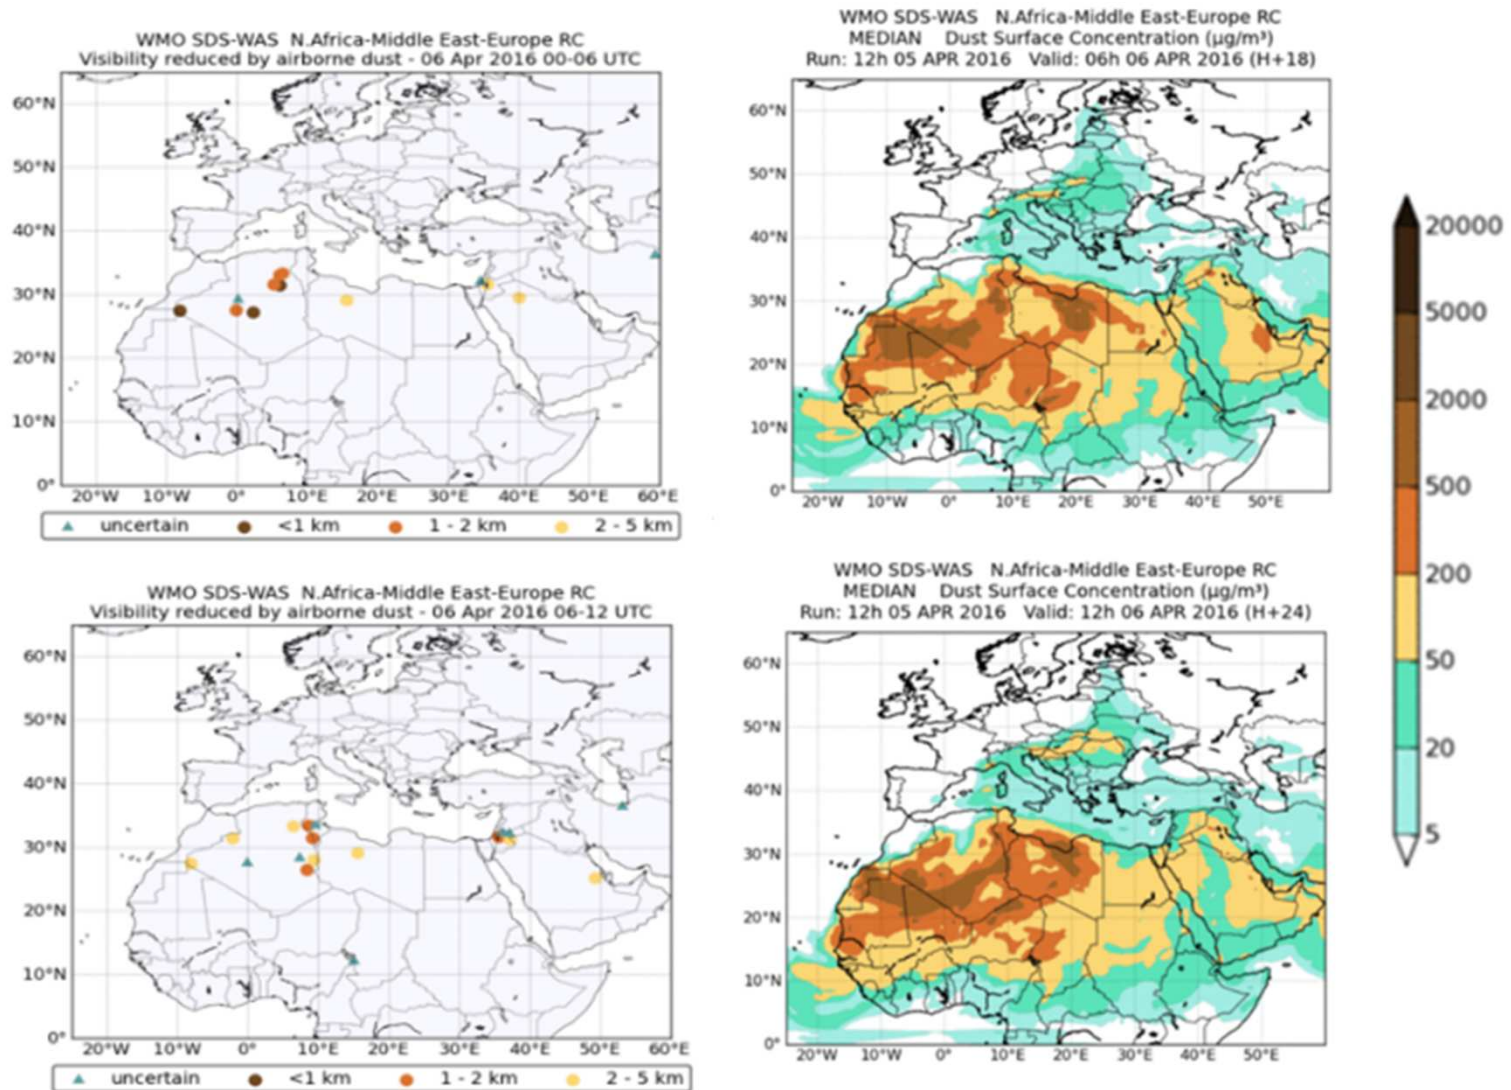 WMO SDS-WAS N.Africa-Middle East-Europe RC
Visibility reduced by airborne dust - 06 Apr 2016 00-06 UTC
60°N
50°N
40°N
30°N
20°N
10°N
0°
20°W 10°W 0° 10°E 20°E 30°E 40°E 50°E 60°E
uncertain <1 km 1 - 2 km 2 - 5 km
WMO SDS-WAS N.Africa-Middle East-Europe RC
MEDIAN Dust Surface Concentration (µg/m³)
Run: 12h 05 APR 2016 Valid: 06h 06 APR 2016 (H+18)
60°N
50°N
40°N
30°N
20°N
10°N
0°
20°W 10°W 0° 10°E 20°E 30°E 40°E 50°E
WMO SDS-WAS N.Africa-Middle East-Europe RC
Visibility reduced by airborne dust - 06 Apr 2016 06-12 UTC
60°N
50°N
40°N
30°N
20°N
10°N
0°
20°W 10°W 0° 10°E 20°E 30°E 40°E 50°E 60°E
uncertain <1 km 1 - 2 km 2 - 5 km
WMO SDS-WAS N.Africa-Middle East-Europe RC
MEDIAN Dust Surface Concentration (µg/m³)
Run: 12h 05 APR 2016 Valid: 12h 06 APR 2016 (H+24)
60°N
50°N
40°N
30°N
20°N
10°N
0°
20°W 10°W 0° 10°E 20°E 30°E 40°E 50°E
20000
5000
2000
500
200
50
20
5